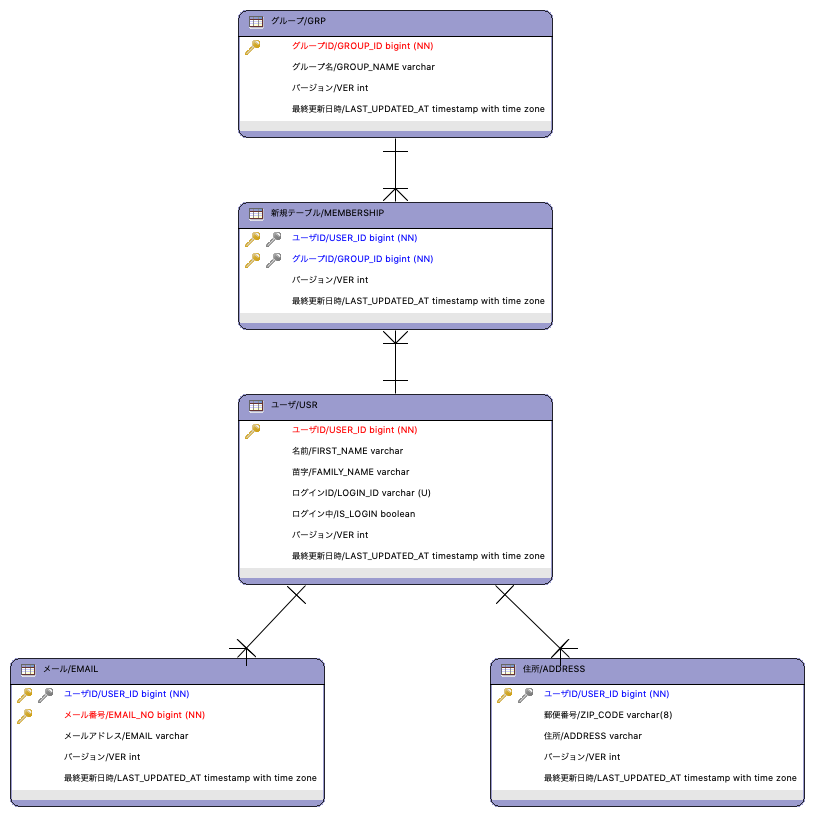 グループ/GRP
グループID/GROUP_ID bigint (NN)
グループ名/GROUP_NAME varchar
バージョン/VER int
最終更新日時/LAST_UPDATED_AT timestamp with time zone
新規テーブル/MEMBERSHIP
ユーザID/USER_ID bigint (NN)
グループID/GROUP_ID bigint (NN)
バージョン/VER int
最終更新日時/LAST_UPDATED_AT timestamp with time zone
ユーザ/USR
ユーザID/USER_ID bigint (NN)
名前/FIRST_NAME varchar
苗字/FAMILY_NAME varchar
ログインID/LOGIN_ID varchar (U)
ログイン中/IS_LOGIN boolean
バージョン/VER int
最終更新日時/LAST_UPDATED_AT timestamp with time zone
メール/EMAIL
ユーザID/USER_ID bigint (NN)
メール番号/EMAIL_NO bigint (NN)
メールアドレス/EMAIL varchar
バージョン/VER int
最終更新日時/LAST_UPDATED_AT timestamp with time zone
住所/ADDRESS
ユーザID/USER_ID bigint (NN)
郵便番号/ZIP_CODE varchar(8)
住所/ADDRESS varchar
バージョン/VER int
最終更新日時/LAST_UPDATED_AT timestamp with time zone